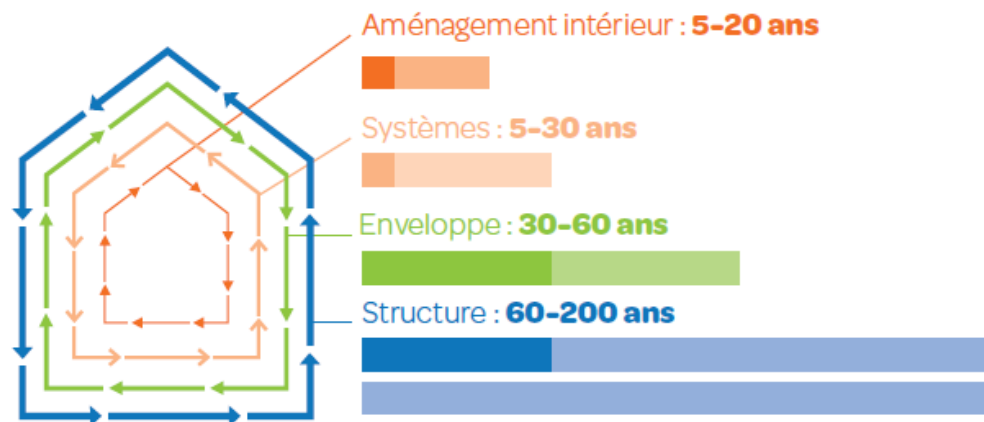 Aménagement intérieur : 5-20 ans
Systèmes : 5-30 ans
Enveloppe : 30-60 ans
Structure : 60-200 ans